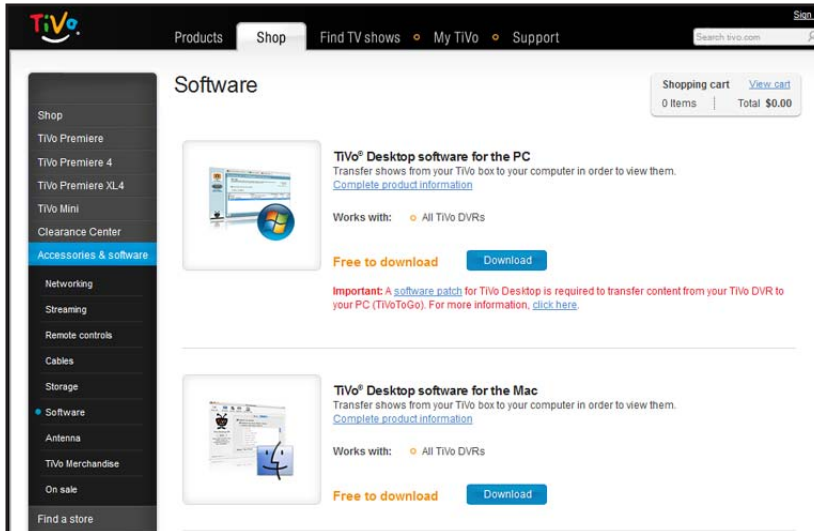 TiVo
Sign
Products
Shop
Find TV shows
My TiVo
Support
Search tivo.com
Software
Shopping cart
View cart
0 Items
Total $0.00
Shop
TiVo Premiere
TiVo Premiere 4
TiVo Premiere XL4
TiVo Mini
Clearance Center
Accessories & software
Networking
Streaming
Remote controls
Cables
Storage
Software
Antenna
TiVo Merchandise
On sale
Find a store
TiVo® Desktop software for the PC
Transfer shows from your TiVo box to your computer in order to view them.
Complete product information
Works with:
All TiVo DVRs
Free to download
Download
Important: A software patch for TiVo Desktop is required to transfer content from your TiVo DVR to
your PC (TiVoToGo). For more information, click here.
TiVo® Desktop software for the Mac
Transfer shows from your TiVo box to your computer in order to view them.
Complete product information
Works with:
All TiVo DVRs
Free to download
Download